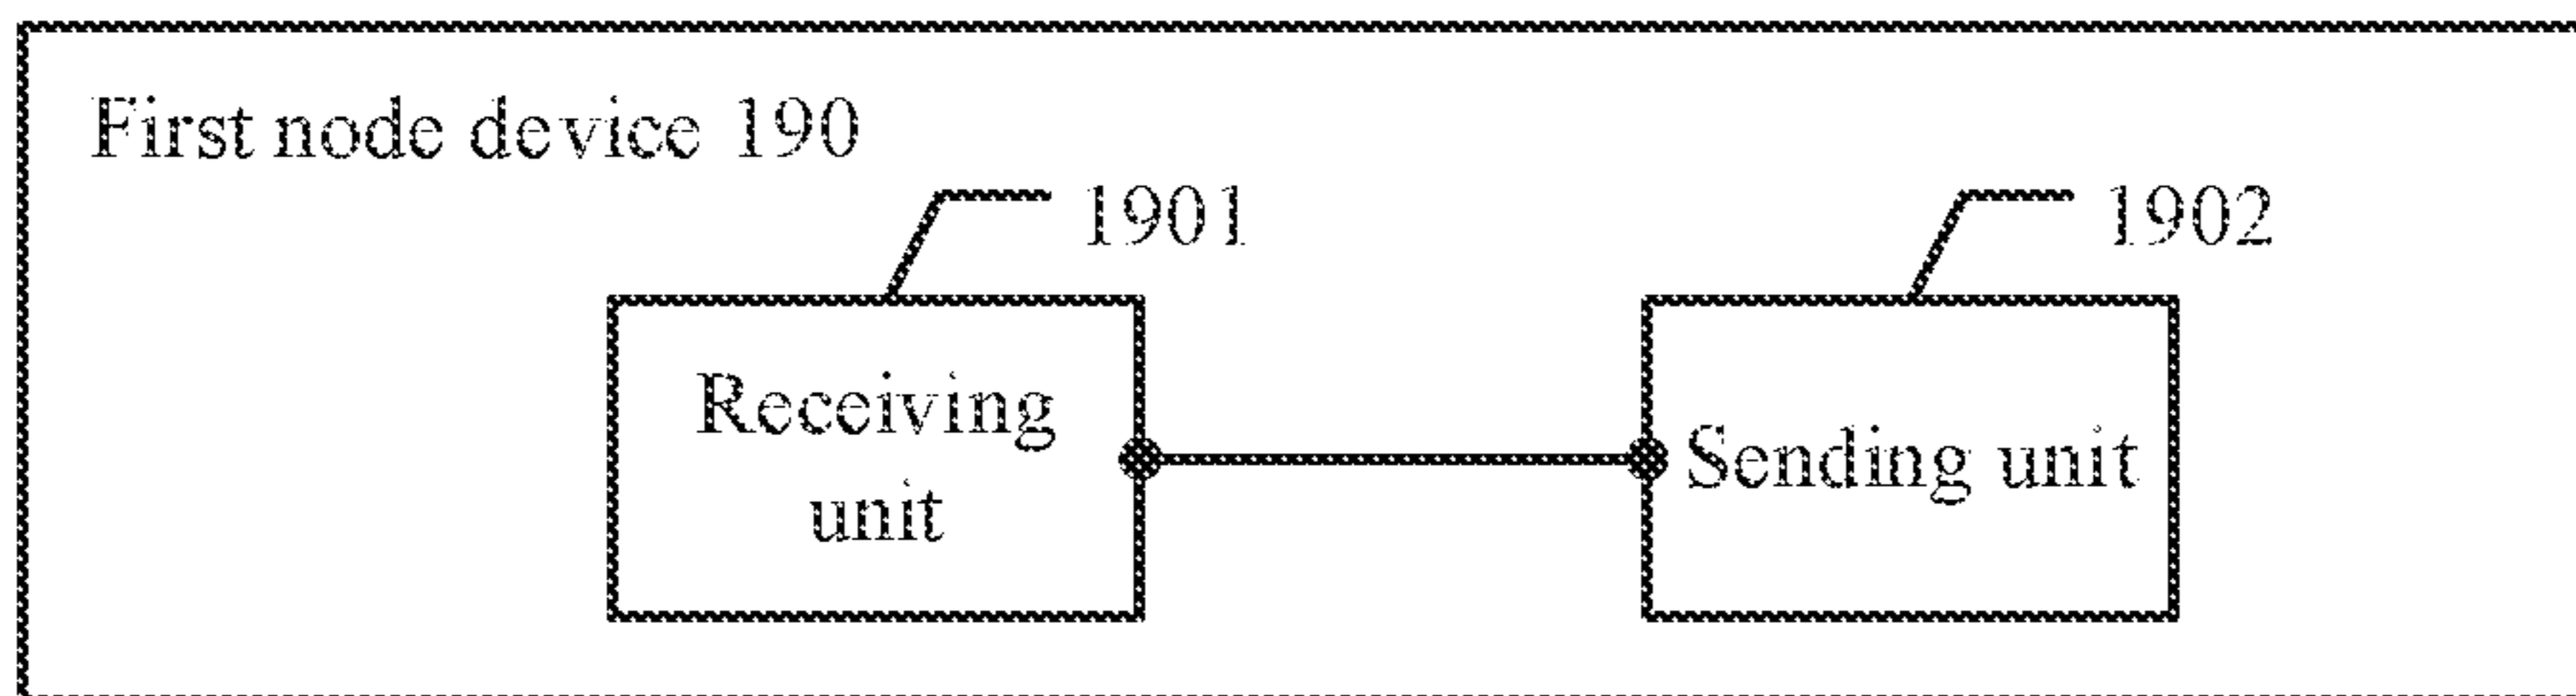 First node device 190
1901
1902
Receiving
unit
Sending unit